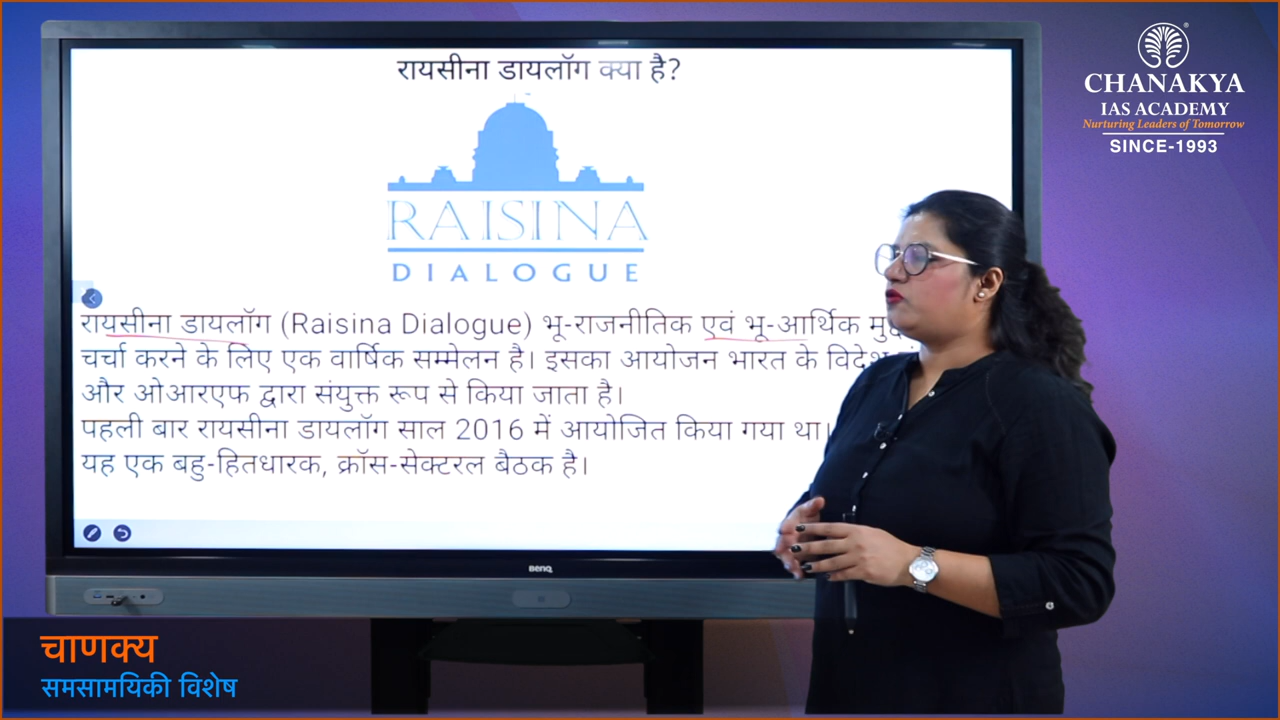 रायसीना डायलॉग क्या है?
RAISINA
DIALOGUE
रायसीना डायलॉग (Raisina Dialogue) भू-राजनीतिक एवं भू-आर्थिक
चर्चा करने के लिए एक वार्षिक सम्मेलन है। इसका आयोजन भारत के
और ओआरएफ द्वारा संयुक्त रूप से किया जाता है।
पहली बार रायसीना डायलॉग साल 2016 में आयोजित किया गया था।
यह एक बहु-हितधारक, क्रॉस-सेक्टरल बैठक है।
BenQ
CHANAKYA
IAS ACADEMY
Nurturing Leaders of Tomorrow
SINCE-1993
चाणक्य
समसामयिकी विशेष